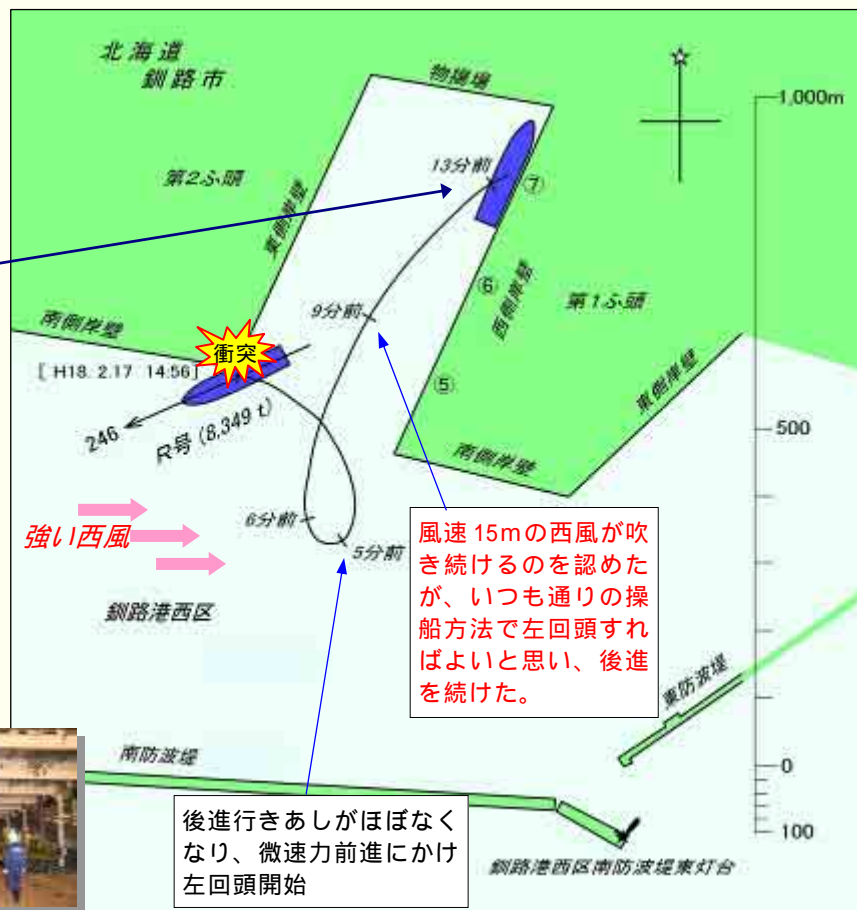 北海道
釧路市
物揚場
1,000m
13分前
第2ふ頭
⑦
東側岸壁
⑥
西側岸壁
第1ふ頭
9分前
南側岸壁
衝突
[ H18. 2.17 14:56]
⑤
東側岸壁
246
R号 (8,349 t)
500
南側岸壁
6分前
5分前
強い西風
風速15mの西風が吹
き続けるのを認めた
が、いつも通りの操
船方法で左回頭すれ
ばよいと思い、後進
を続けた。
釧路港西区
東防波堤
南防波堤
0
後進行きあしがほぼなく
なり、微速力前進にかけ
左回頭開始
100
釧路港西区南防波堤東灯台